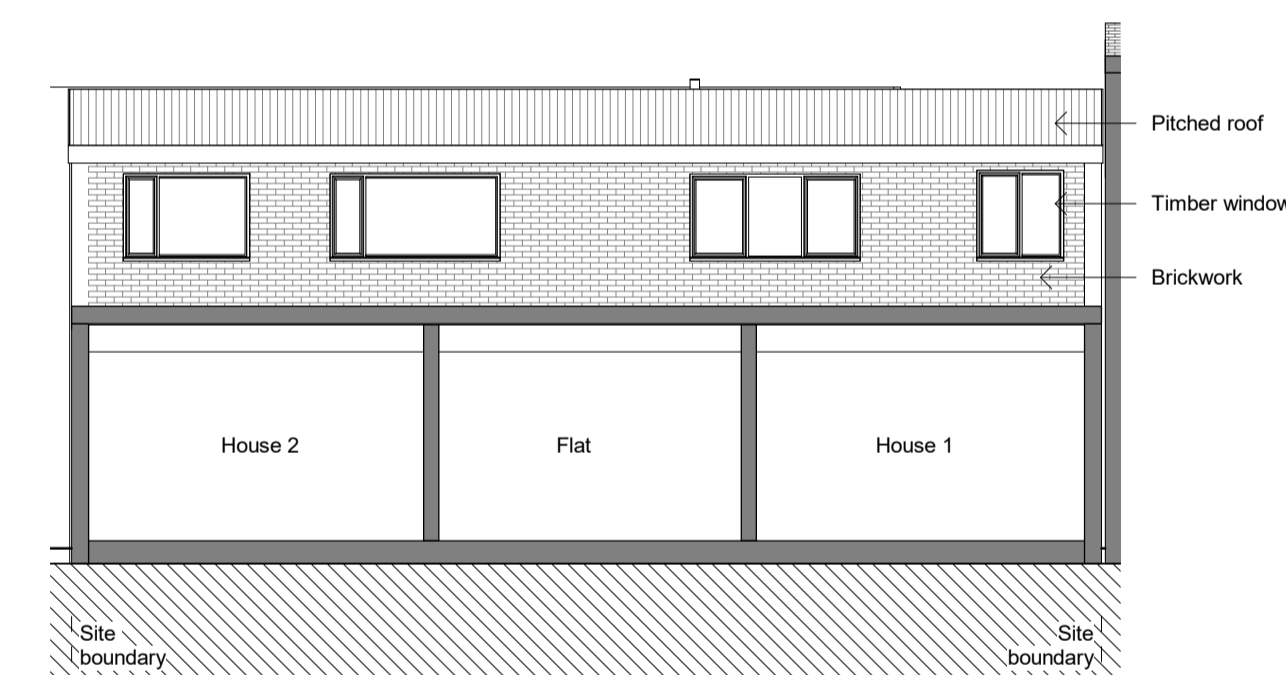 Pitched roof
Timber window
Brickwork
House 2
Flat
House 1
Site
boundary
Site
boundary